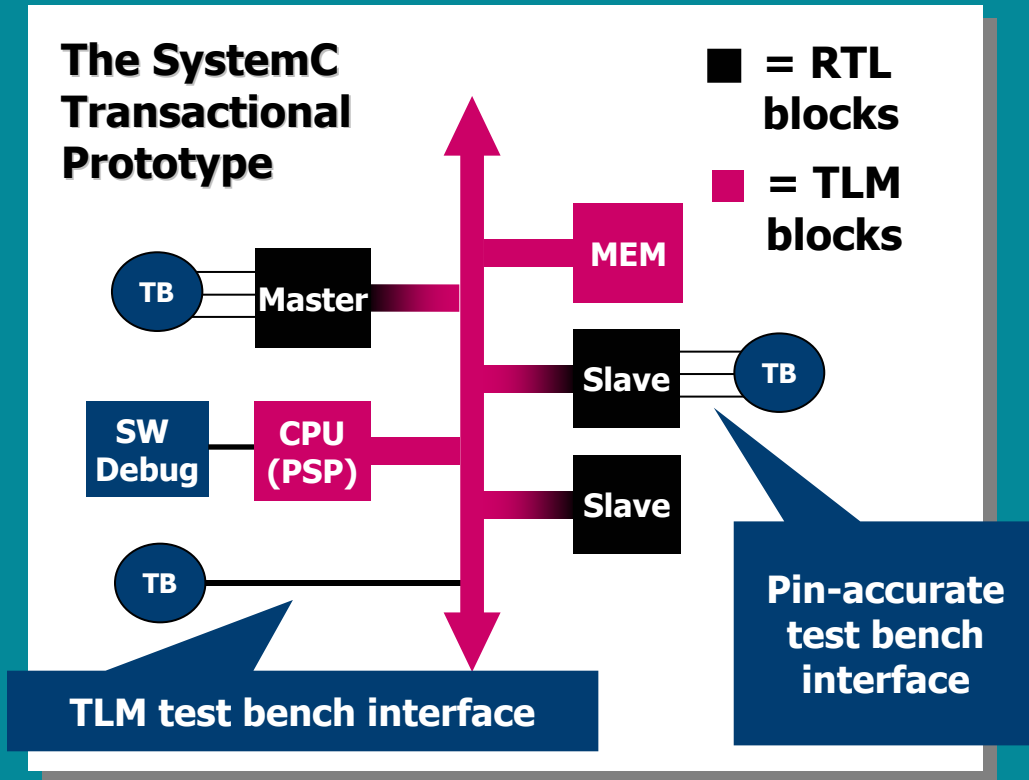 The SystemC
Transactional
Prototype
= RTL
blocks
= TLM
blocks
MEM
TB
Master
Slave
TB
SW
Debug
CPU
(PSP)
Slave
TB
Pin-accurate
test bench
interface
TLM test bench interface